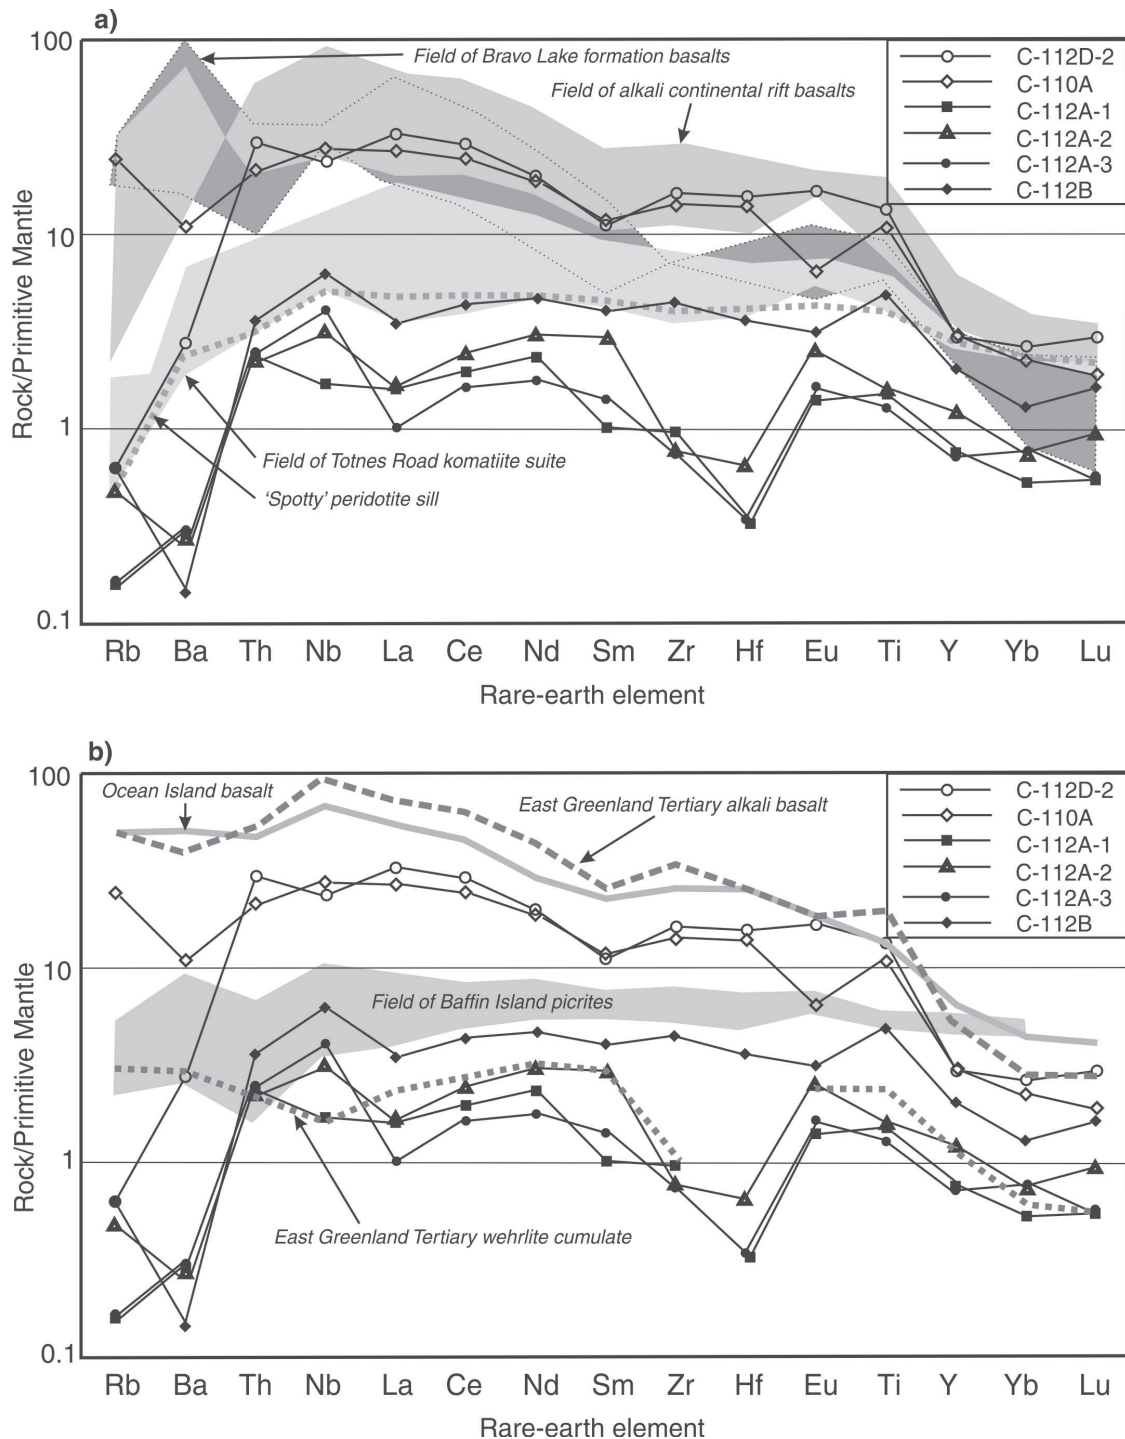 a)
100
10
1
0.1
Rock/Primitive Mantle
Field of Bravo Lake formation basalts
Field of alkali continental rift basalts
C-112D-2
C-110A
C-112A-1
C-112A-2
C-112A-3
C-112B
Field of Totnes Road komatiite suite
‘Spotty’ peridotite sill
Rb Ba Th Nb La Ce Nd Sm Zr Hf Eu Ti Y Yb Lu
Rare-earth element
b)
100
10
1
0.1
Rock/Primitive Mantle
Ocean Island basalt
East Greenland Tertiary alkali basalt
C-112D-2
C-110A
C-112A-1
C-112A-2
C-112A-3
C-112B
Field of Baffin Island picrites
East Greenland Tertiary wehrlite cumulate
Rb Ba Th Nb La Ce Nd Sm Zr Hf Eu Ti Y Yb Lu
Rare-earth element